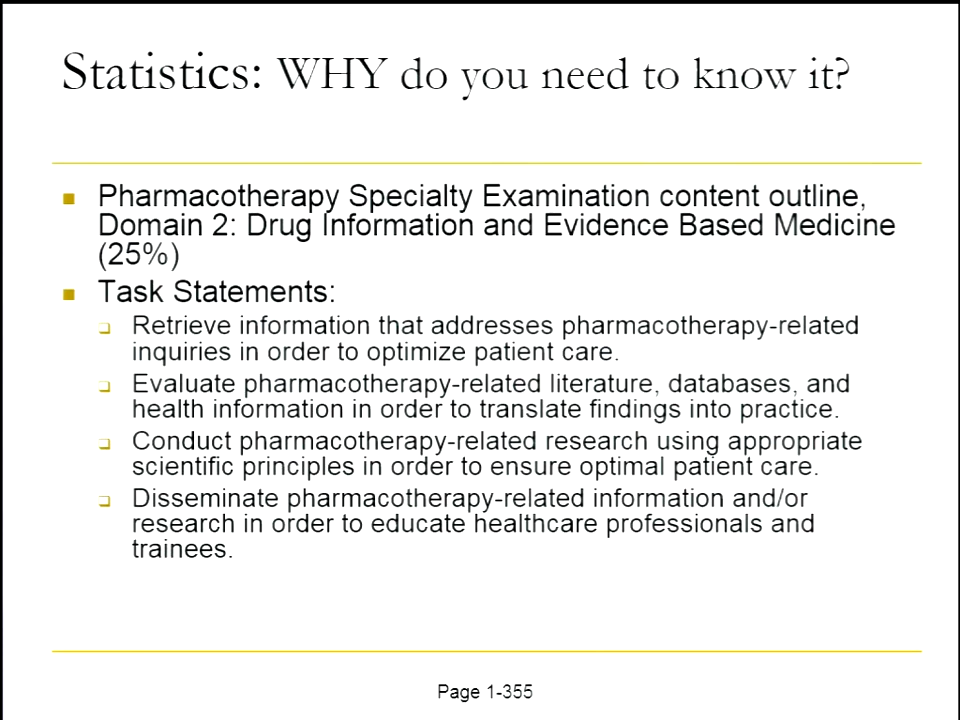 Statistics: WHY do you need to know it?
Pharmacotherapy Specialty Examination content outline,
Domain 2: Drug Information and Evidence Based Medicine
(25%)
Task Statements:
Retrieve information that addresses pharmacotherapy-related
inquiries in order to optimize patient care.
Evaluate pharmacotherapy-related literature, databases, and
health information in order to translate findings into practice.
Conduct pharmacotherapy-related research using appropriate
scientific principles in order to ensure optimal patient care.
Disseminate pharmacotherapy-related information and/or
research in order to educate healthcare professionals and
trainees.
Page 1-355